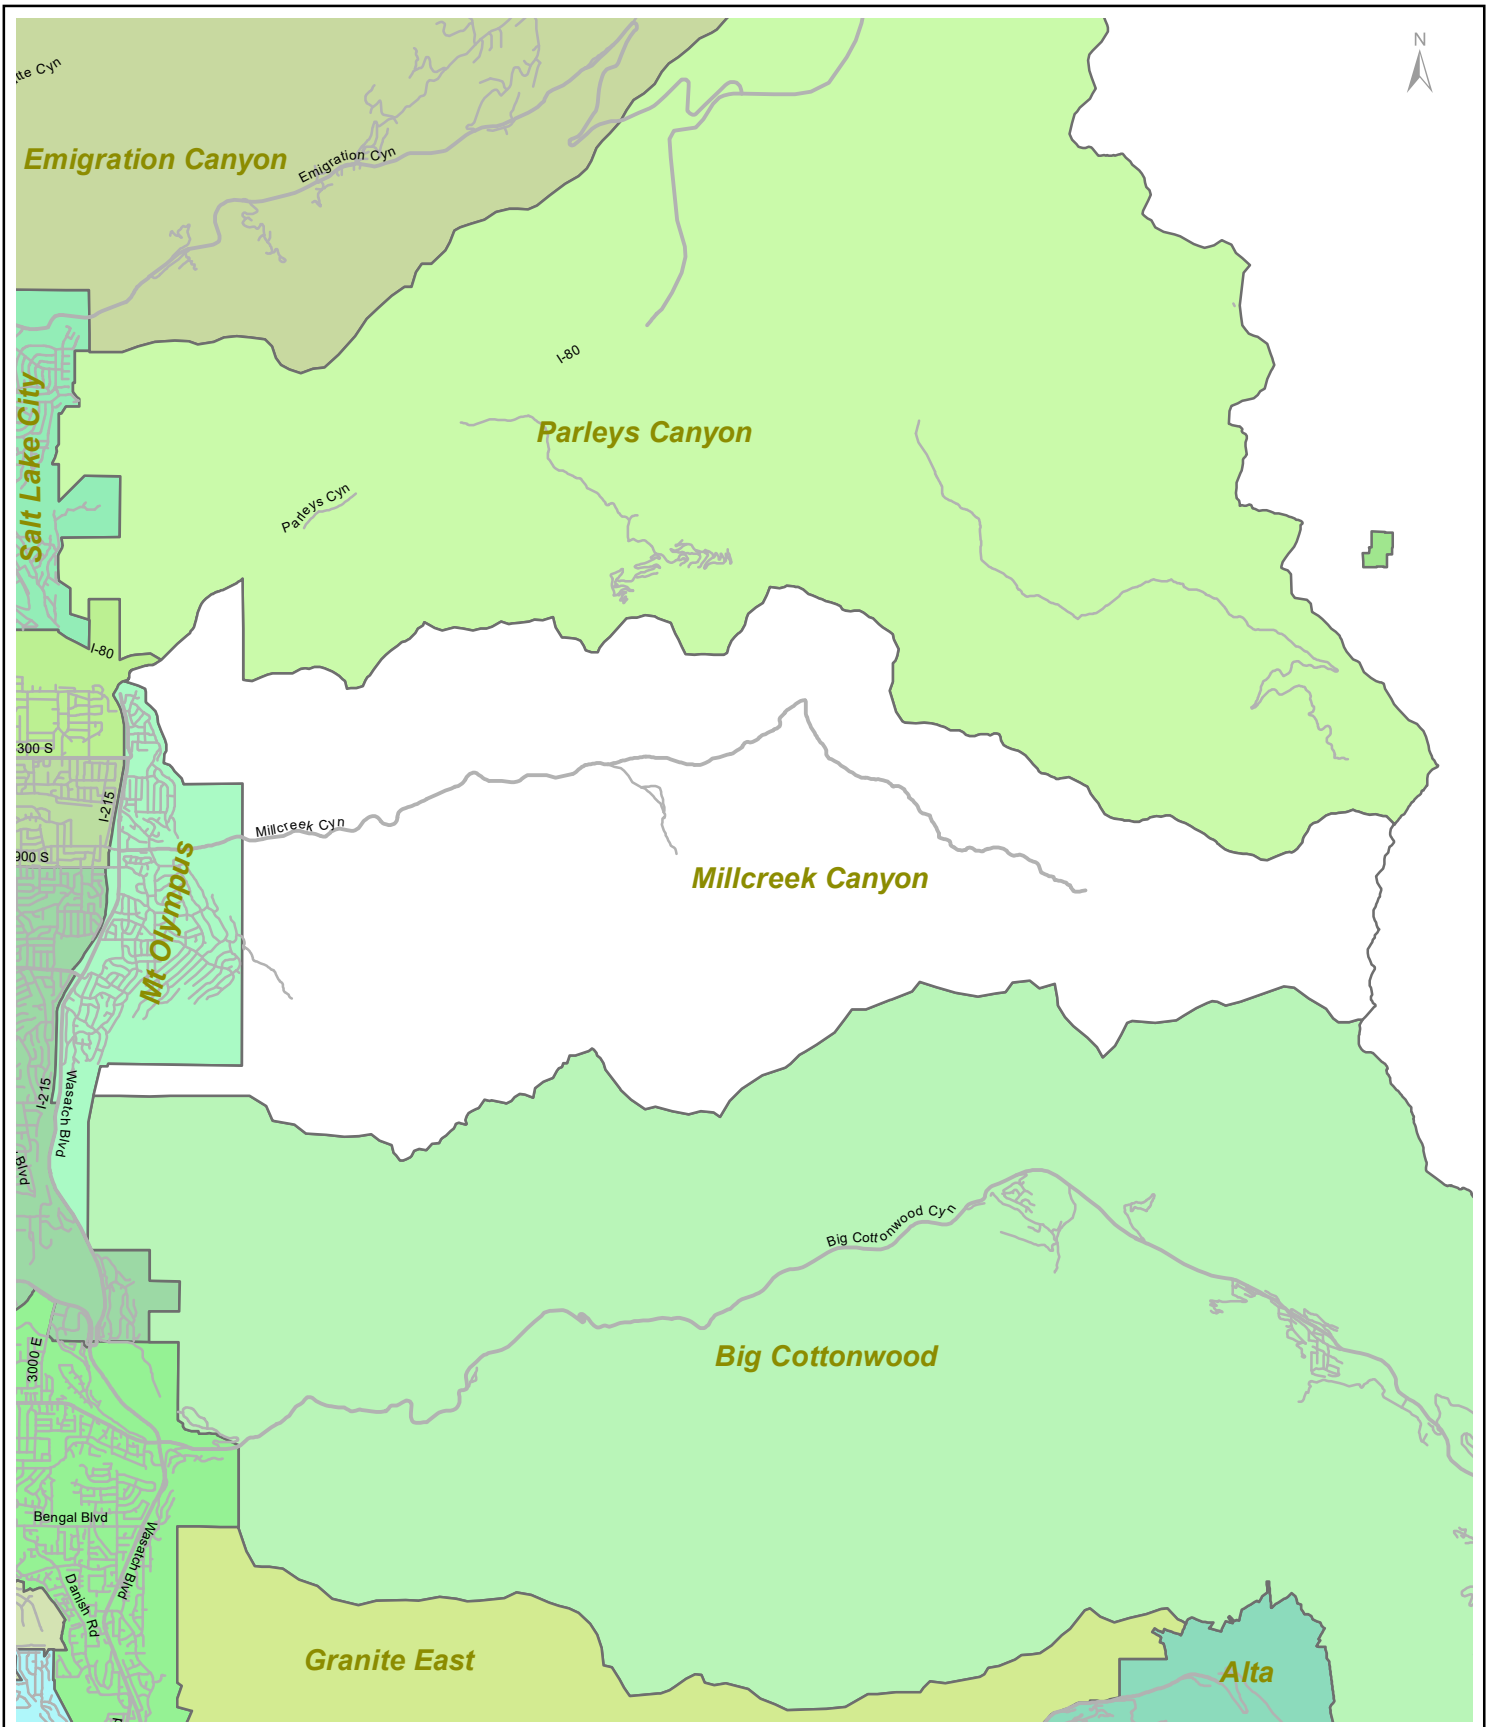 N
Emigration Canyon
Emigration Cyn
I-80
Salt Lake City
Parleys Canyon
Parleys Cyn
I-80
300 S
I-215
Millcreek Cyn
900 S
Mt Olympus
Millcreek Canyon
I-215
Wasatch Blvd
Blvd
Big Cottonwood Cyn
3000 E
Big Cottonwood
Bengal Blvd
Wasatch Blvd
Danish Rd
Granite East
Alta